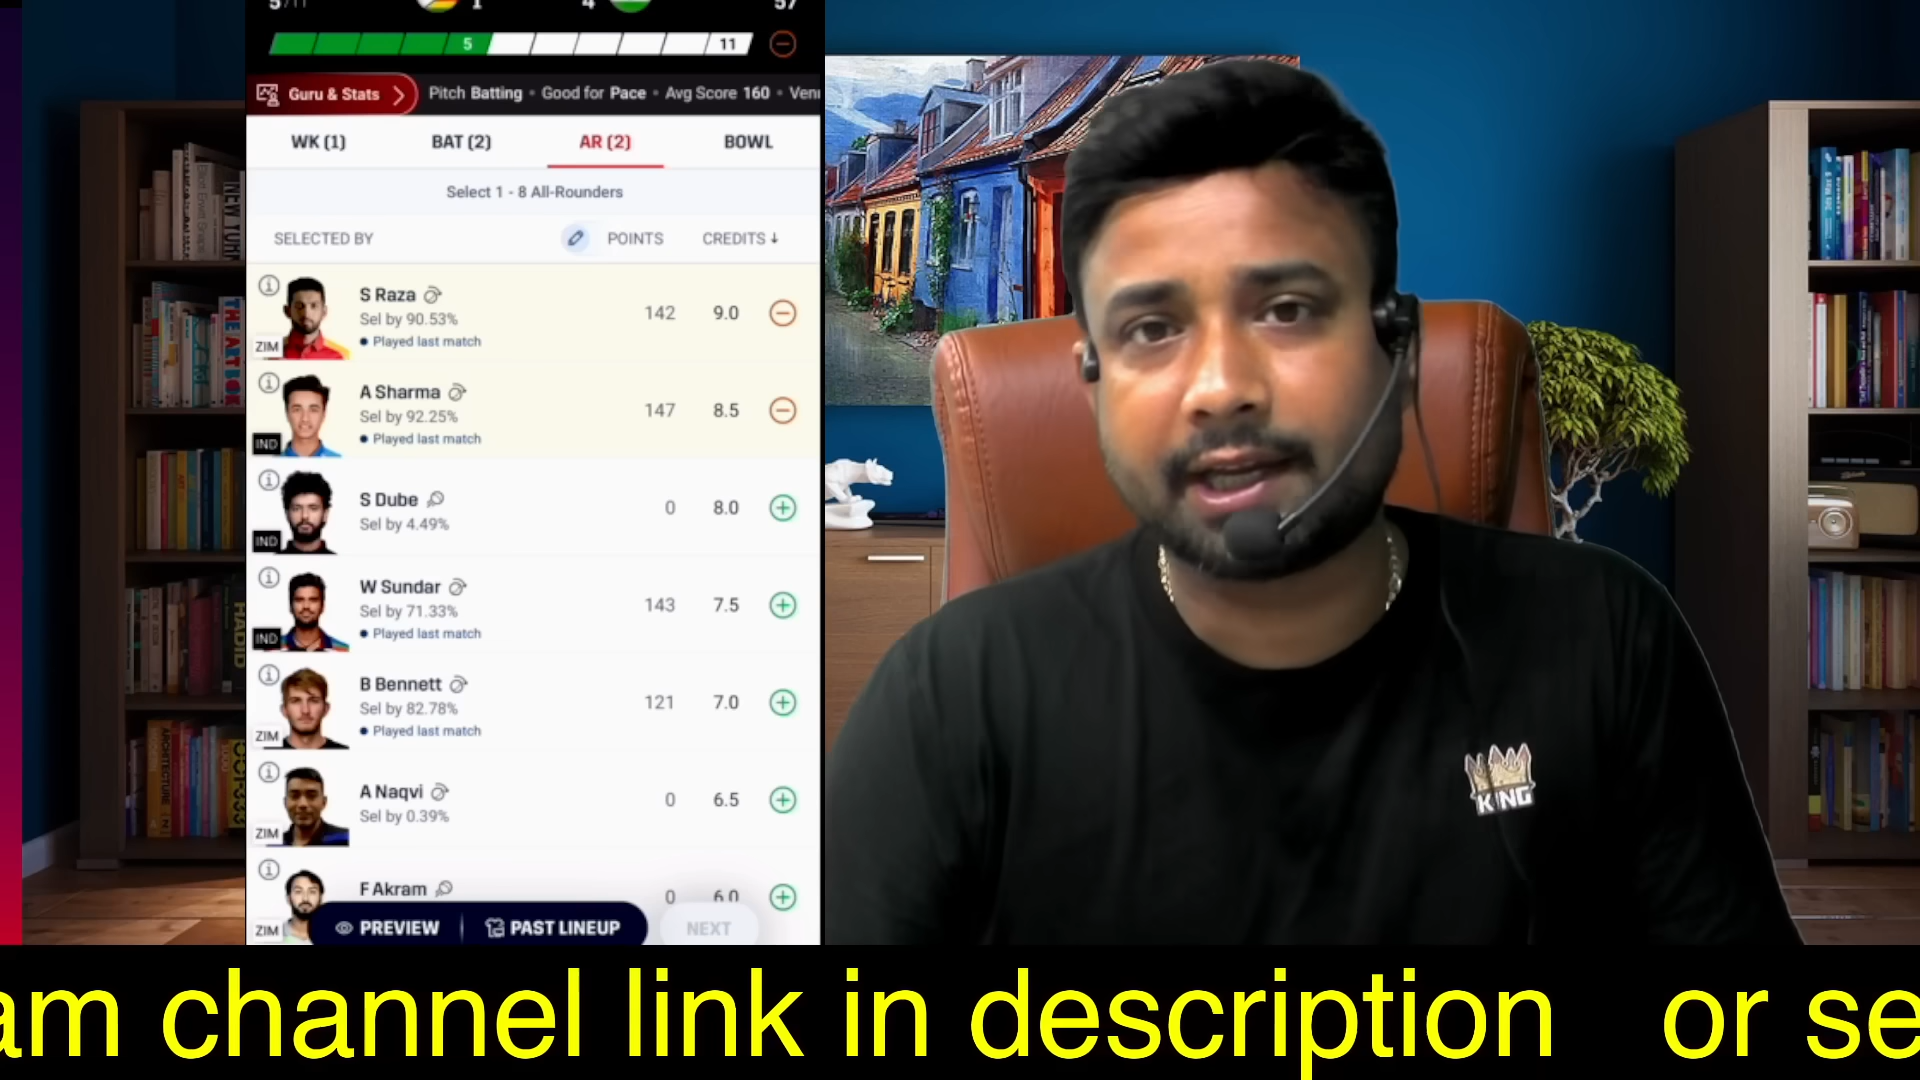 5/11 1 4 57
5 11
Guru & Stats Pitch Batting • Good for Pace • Avg Score 160 •
WK (1) BAT (2) AR (2) BOWL
Select 1 - 8 All-Rounders
SELECTED BY POINTS CREDITS ↓
S Raza
Sel by 90.53%
• Played last match
ZIM
142 9.0
A Sharma
Sel by 92.25%
• Played last match
IND
147 8.5
S Dube
Sel by 4.49%
IND
0 8.0
W Sundar
Sel by 71.33%
• Played last match
IND
143 7.5
B Bennett
Sel by 82.78%
• Played last match
ZIM
121 7.0
A Naqvi
Sel by 0.39%
ZIM
0 6.5
F Akram
ZIM
0 6.0
PREVIEW PAST LINEUP NEXT
KING
am channel link in description or se